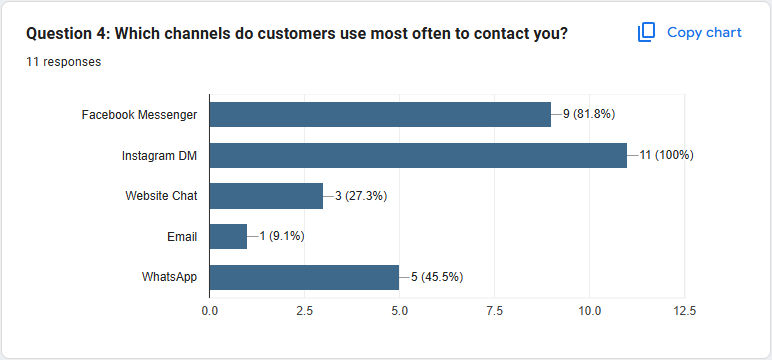 Question 4: Which channels do customers use most often to contact you?
Copy chart
11 responses
Facebook Messenger 9 (81.8%)
Instagram DM 11 (100%)
Website Chat 3 (27.3%)
Email 1 (9.1%)
WhatsApp 5 (45.5%)
0.0 2.5 5.0 7.5 10.0 12.5